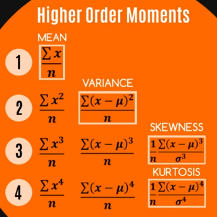 Higher Order Moments
MEAN
1 ∑x/n
VARIANCE
2 ∑x²/n ∑(x − μ)²/n
SKEWNESS
3 ∑x³/n ∑(x − μ)³/n 1/n ∑(x − μ)³/σ³
KURTOSIS
4 ∑x⁴/n ∑(x − μ)⁴/n 1/n ∑(x − μ)⁴/σ⁴